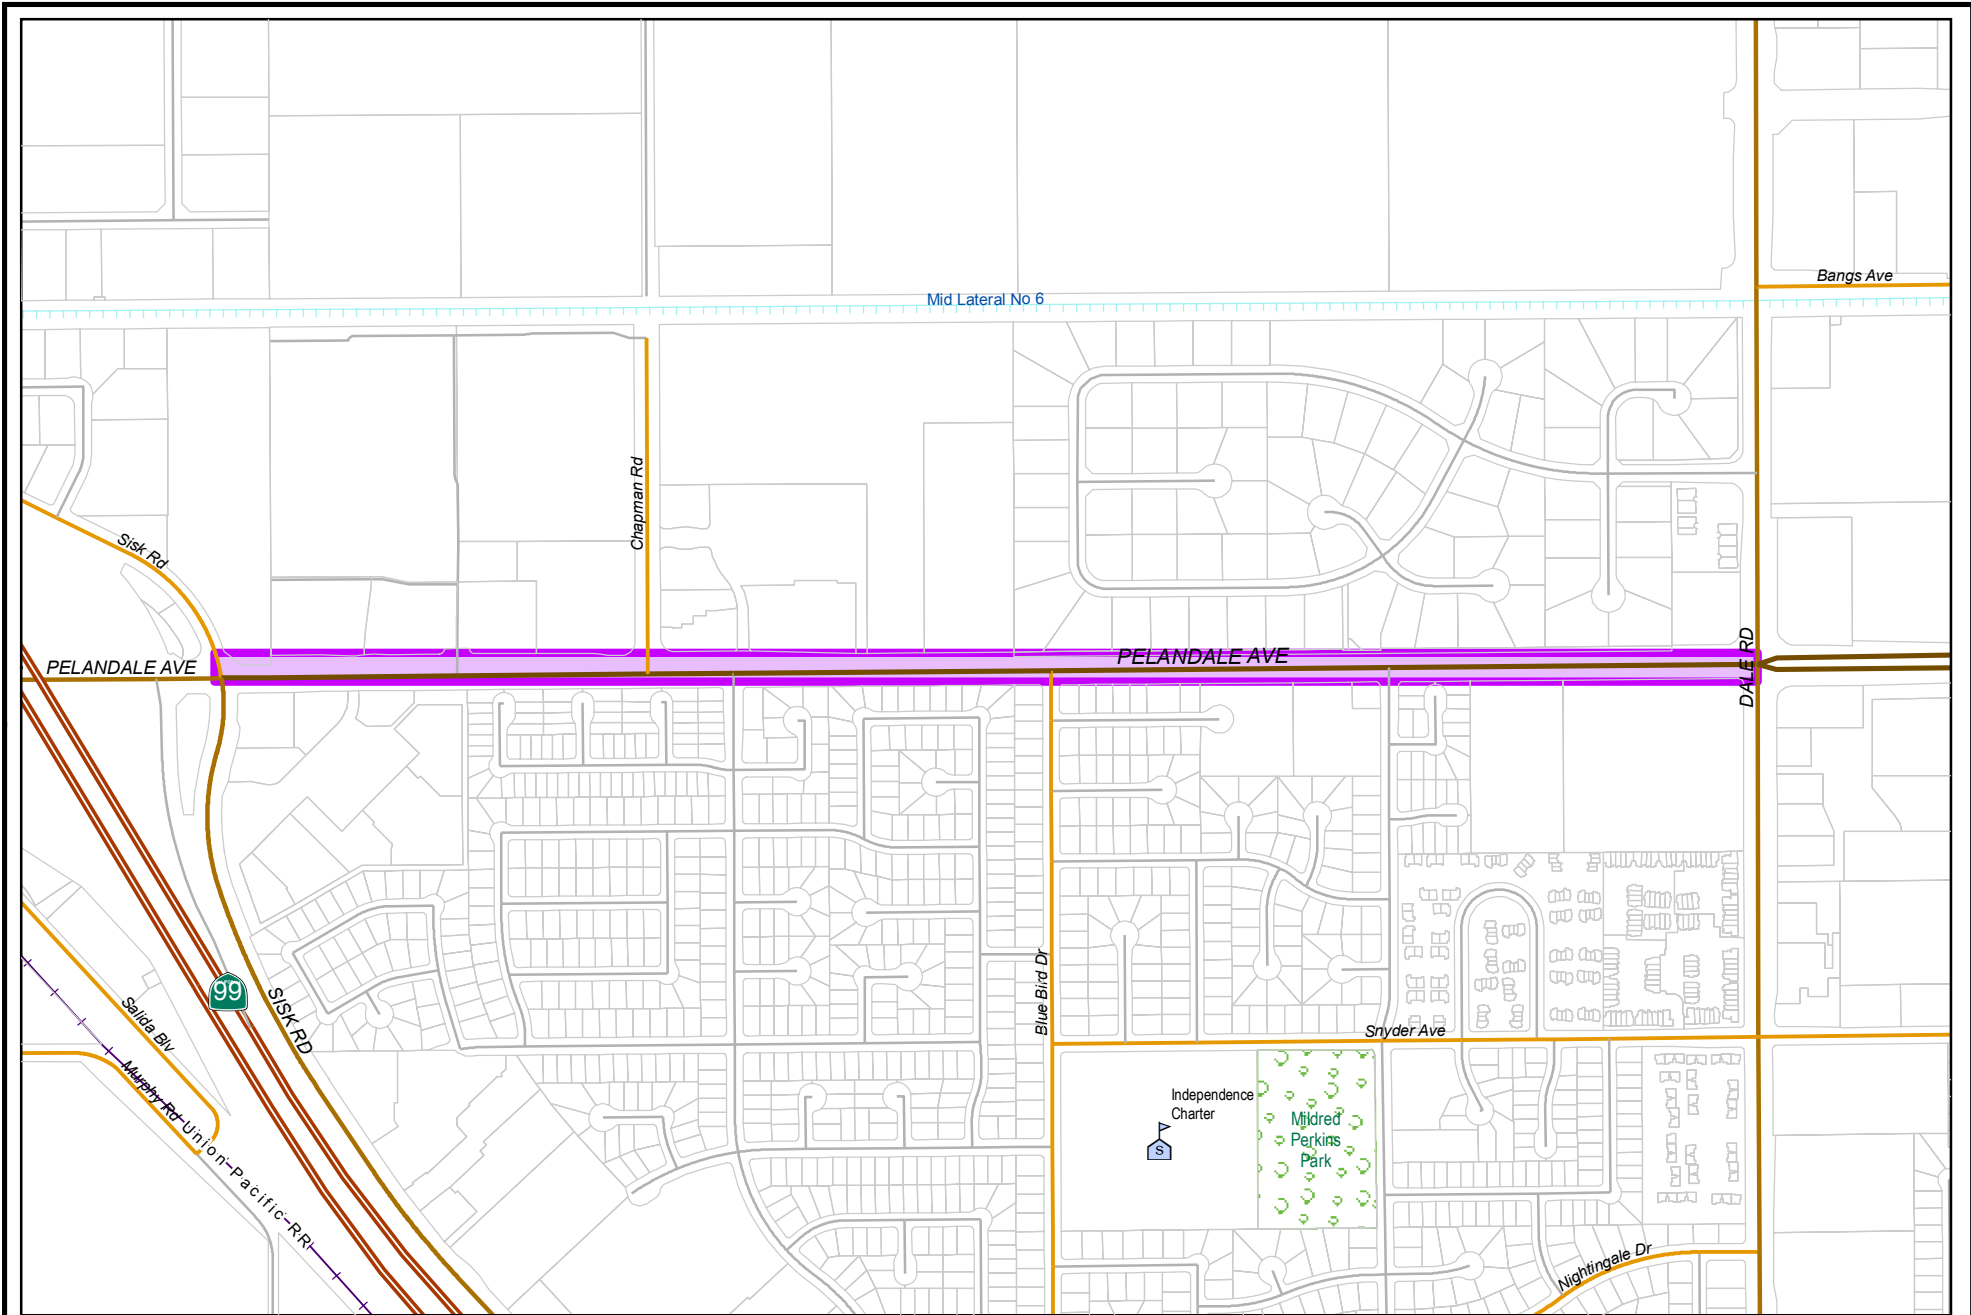 Bangs Ave
Mid Lateral No 6
Chapman Rd
Sisk Rd
PELANDALE AVE
PELANDALE AVE
DALE RD
Blue Bird Dr
99
SISK RD
Salida Blv
Snyder Ave
Murphy Rd
Union Pacific RR
Independence
Charter
S
Mildred
Perkins
Park
Nightingale Dr